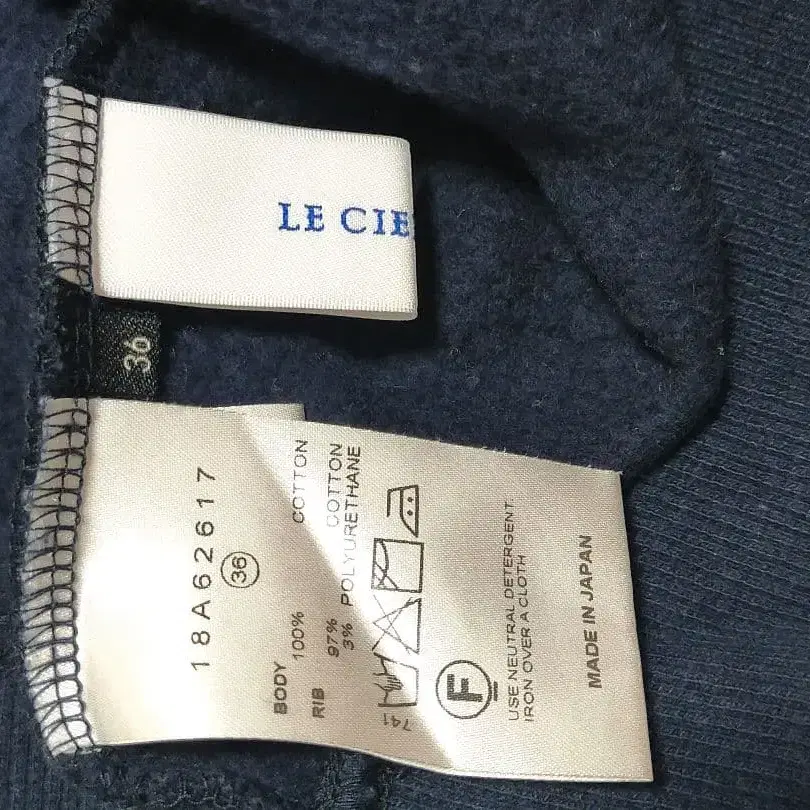 LE CIE
36
18A62617
36
BODY 100% COTTON
RIB 97% COTTON
3% POLYURETHANE
741
F
USE NEUTRAL DETERGENT.
IRON OVER A CLOTH
MADE IN JAPAN